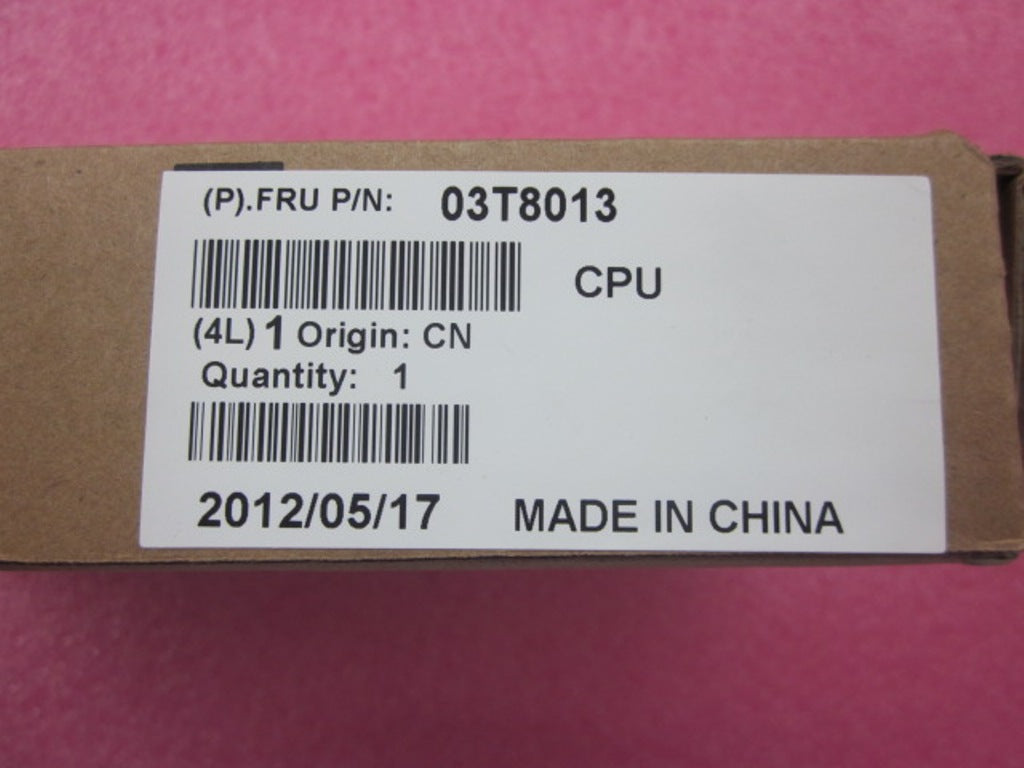 (P).FRU P/N: 03T8013
CPU
(4L) 1 Origin: CN
Quantity: 1
2012/05/17 MADE IN CHINA